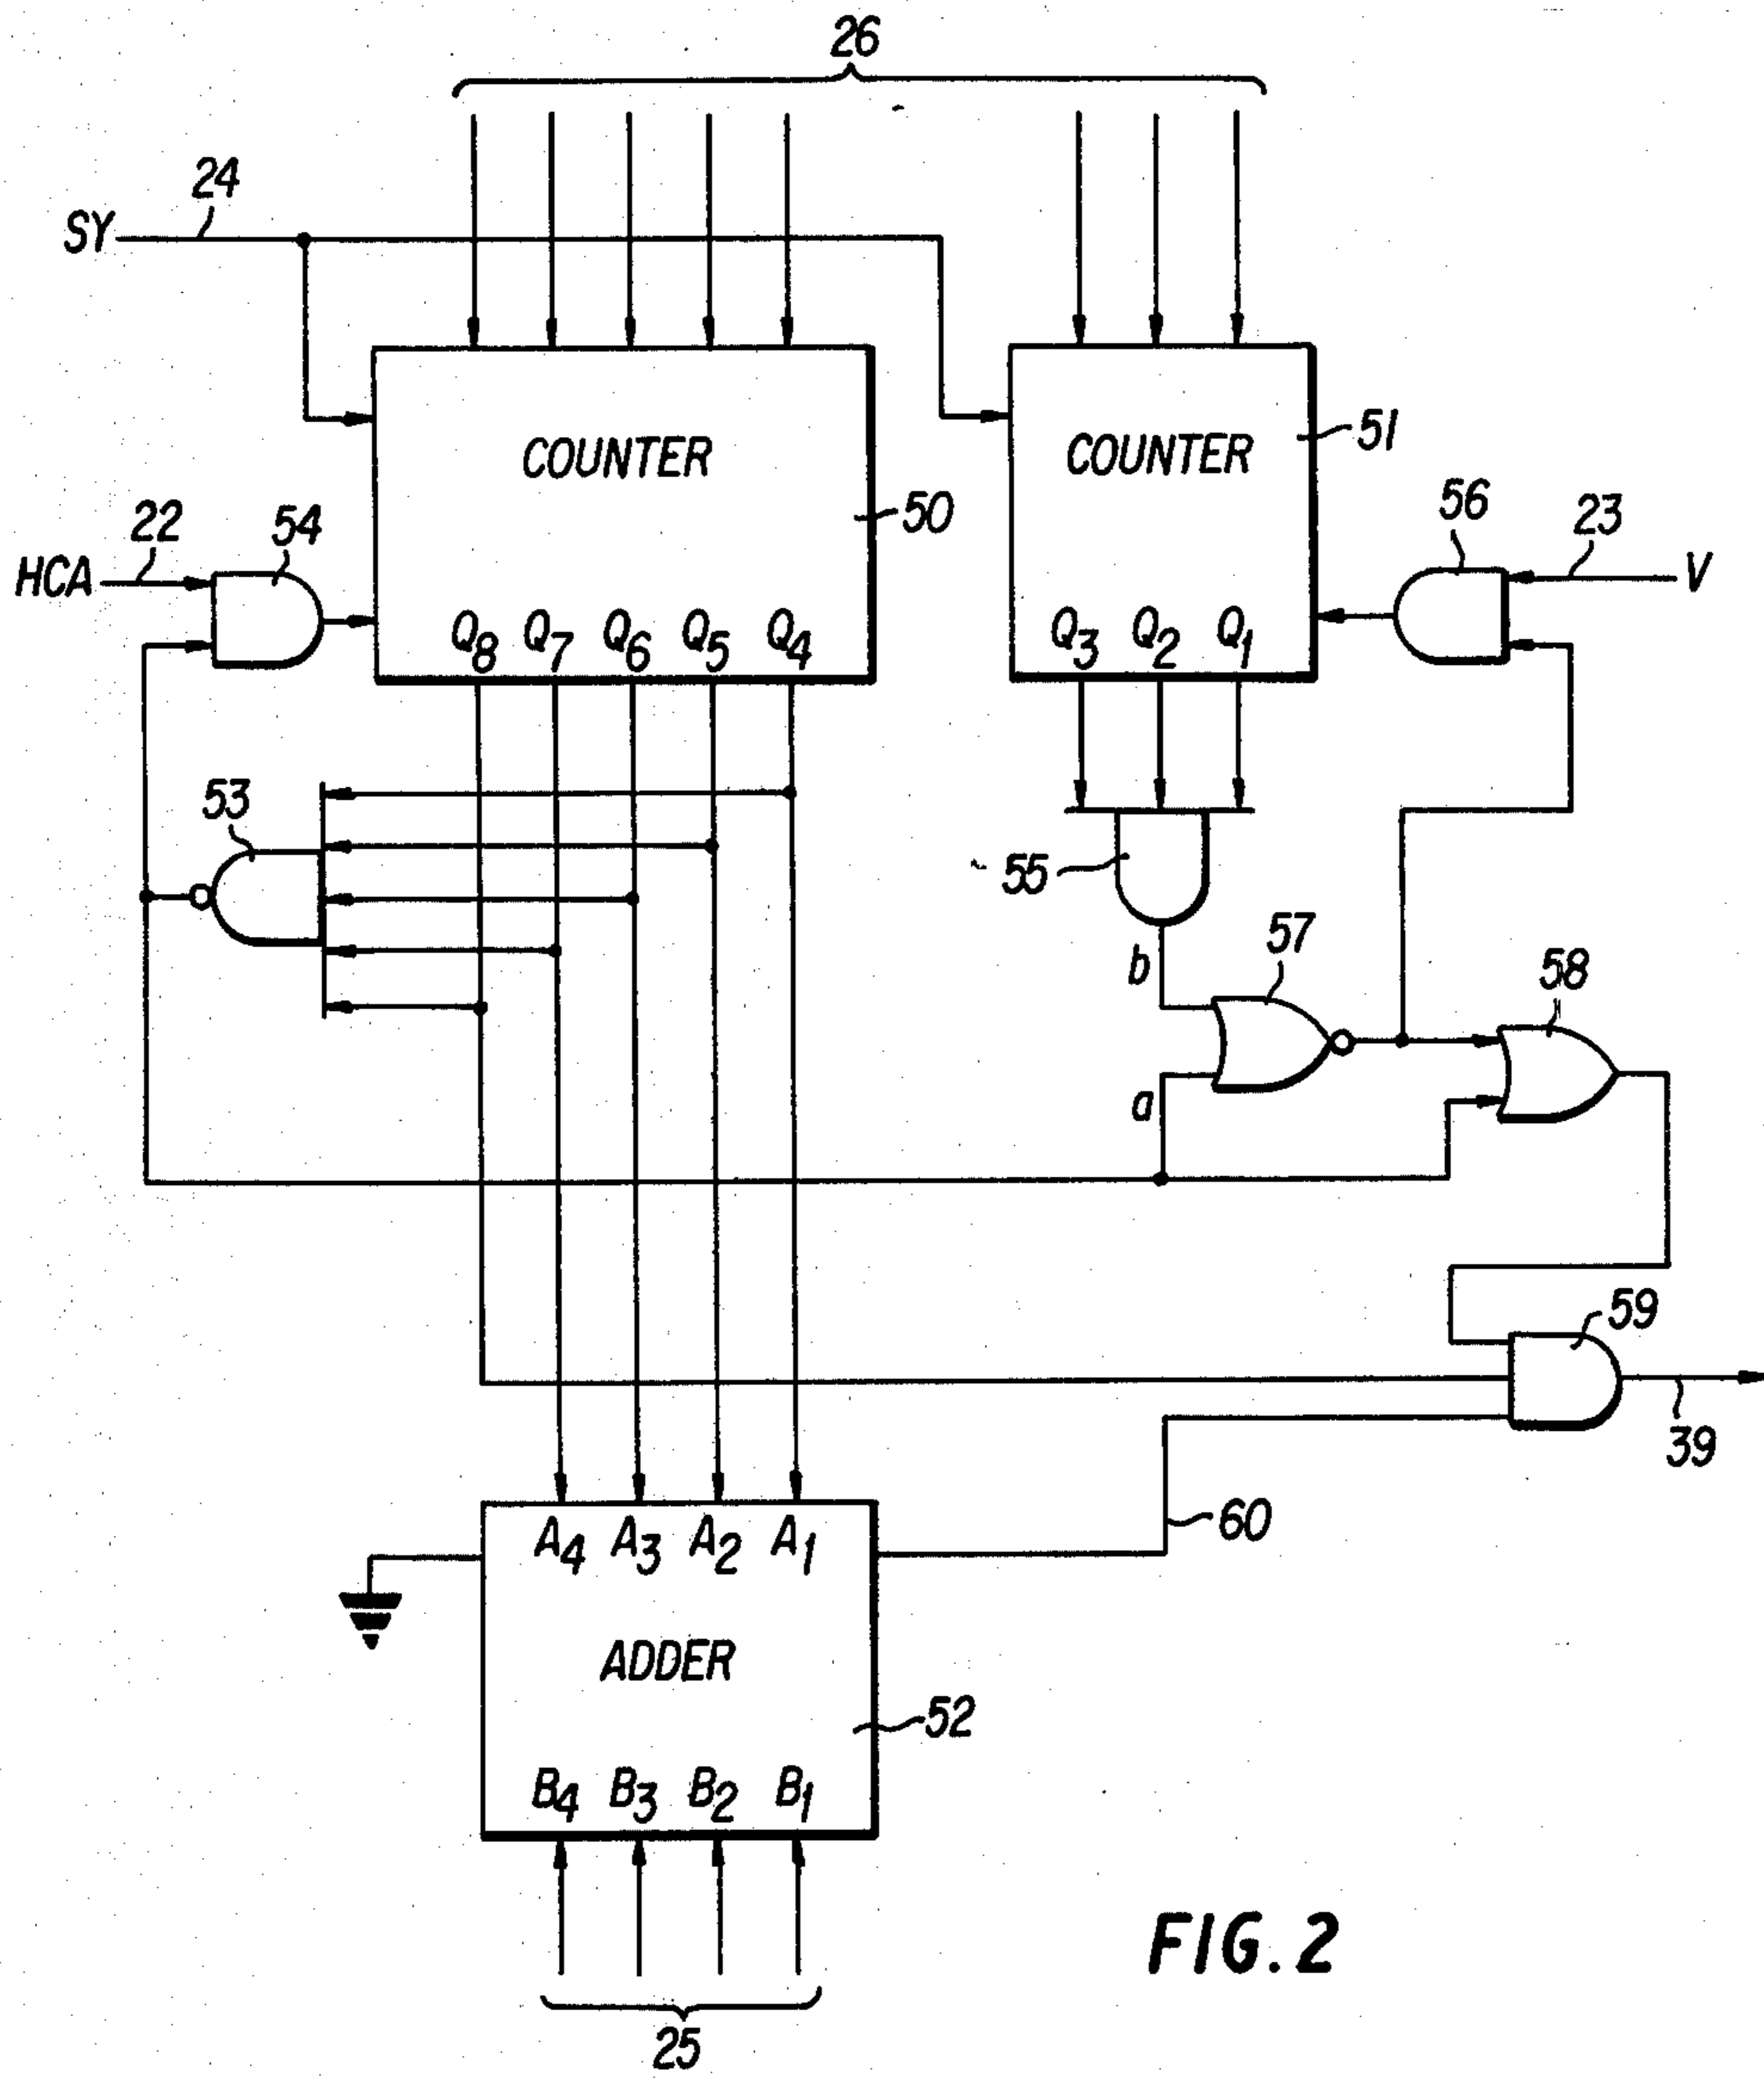 26
24
SY
COUNTER
COUNTER
51
50
56
23
22
54
HCA
V
Q8 Q7 Q6 Q5 Q4
Q3 Q2 Q1
53
55
b
57
58
a
59
39
60
A4 A3 A2 A1
ADDER
52
B4 B3 B2 B1
25
FIG. 2